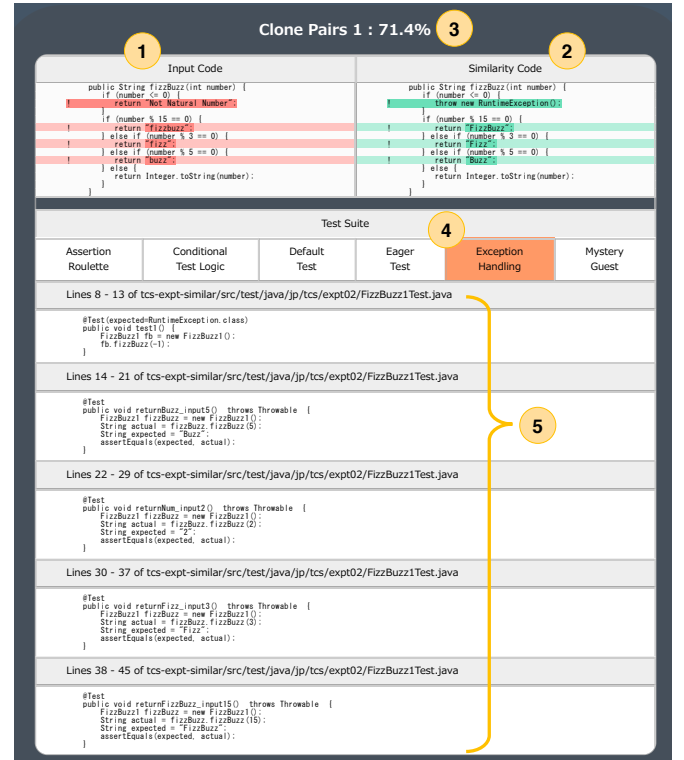 Clone Pairs 1 : 71.4%
3
1
2
Input Code
Similarity Code
public String fizzBuzz(int number) {
if (number <= 0) {
! return "Not Natural Number";
}
if (number % 15 == 0) {
! return "fizzbuzz";
} else if (number % 3 == 0) {
! return "fizz";
} else if (number % 5 == 0) {
! return "buzz";
} else {
return Integer.toString(number);
}
}
public String fizzBuzz(int number) {
if (number <= 0) {
! throw new RuntimeException();
}
if (number % 15 == 0) {
! return "FizzBuzz";
} else if (number % 3 == 0) {
! return "Fizz";
} else if (number % 5 == 0) {
! return "Buzz";
} else {
return Integer.toString(number);
}
}
Test Suite
4
Assertion
Roulette
Conditional
Test Logic
Default
Test
Eager
Test
Exception
Handling
Mystery
Guest
Lines 8 - 13 of tcs-expt-similar/src/test/java/jp/tcs/expt02/FizzBuzz1Test.java
@Test(expected=RuntimeException.class)
public void test1() {
FizzBuzz1 fb = new FizzBuzz1();
fb.fizzBuzz(-1);
}
Lines 14 - 21 of tcs-expt-similar/src/test/java/jp/tcs/expt02/FizzBuzz1Test.java
@Test
public void returnBuzz_input5() throws Throwable {
FizzBuzz1 fizzBuzz = new FizzBuzz1();
String actual = fizzBuzz.fizzBuzz(5);
String expected = "Buzz";
assertEquals(expected, actual);
}
5
Lines 22 - 29 of tcs-expt-similar/src/test/java/jp/tcs/expt02/FizzBuzz1Test.java
@Test
public void returnNum_input2() throws Throwable {
FizzBuzz1 fizzBuzz = new FizzBuzz1();
String actual = fizzBuzz.fizzBuzz(2);
String expected = "2";
assertEquals(expected, actual);
}
Lines 30 - 37 of tcs-expt-similar/src/test/java/jp/tcs/expt02/FizzBuzz1Test.java
@Test
public void returnFizz_input3() throws Throwable {
FizzBuzz1 fizzBuzz = new FizzBuzz1();
String actual = fizzBuzz.fizzBuzz(3);
String expected = "Fizz";
assertEquals(expected, actual);
}
Lines 38 - 45 of tcs-expt-similar/src/test/java/jp/tcs/expt02/FizzBuzz1Test.java
@Test
public void returnFizzBuzz_input15() throws Throwable {
FizzBuzz1 fizzBuzz = new FizzBuzz1();
String actual = fizzBuzz.fizzBuzz(15);
String expected = "FizzBuzz";
assertEquals(expected, actual);
}